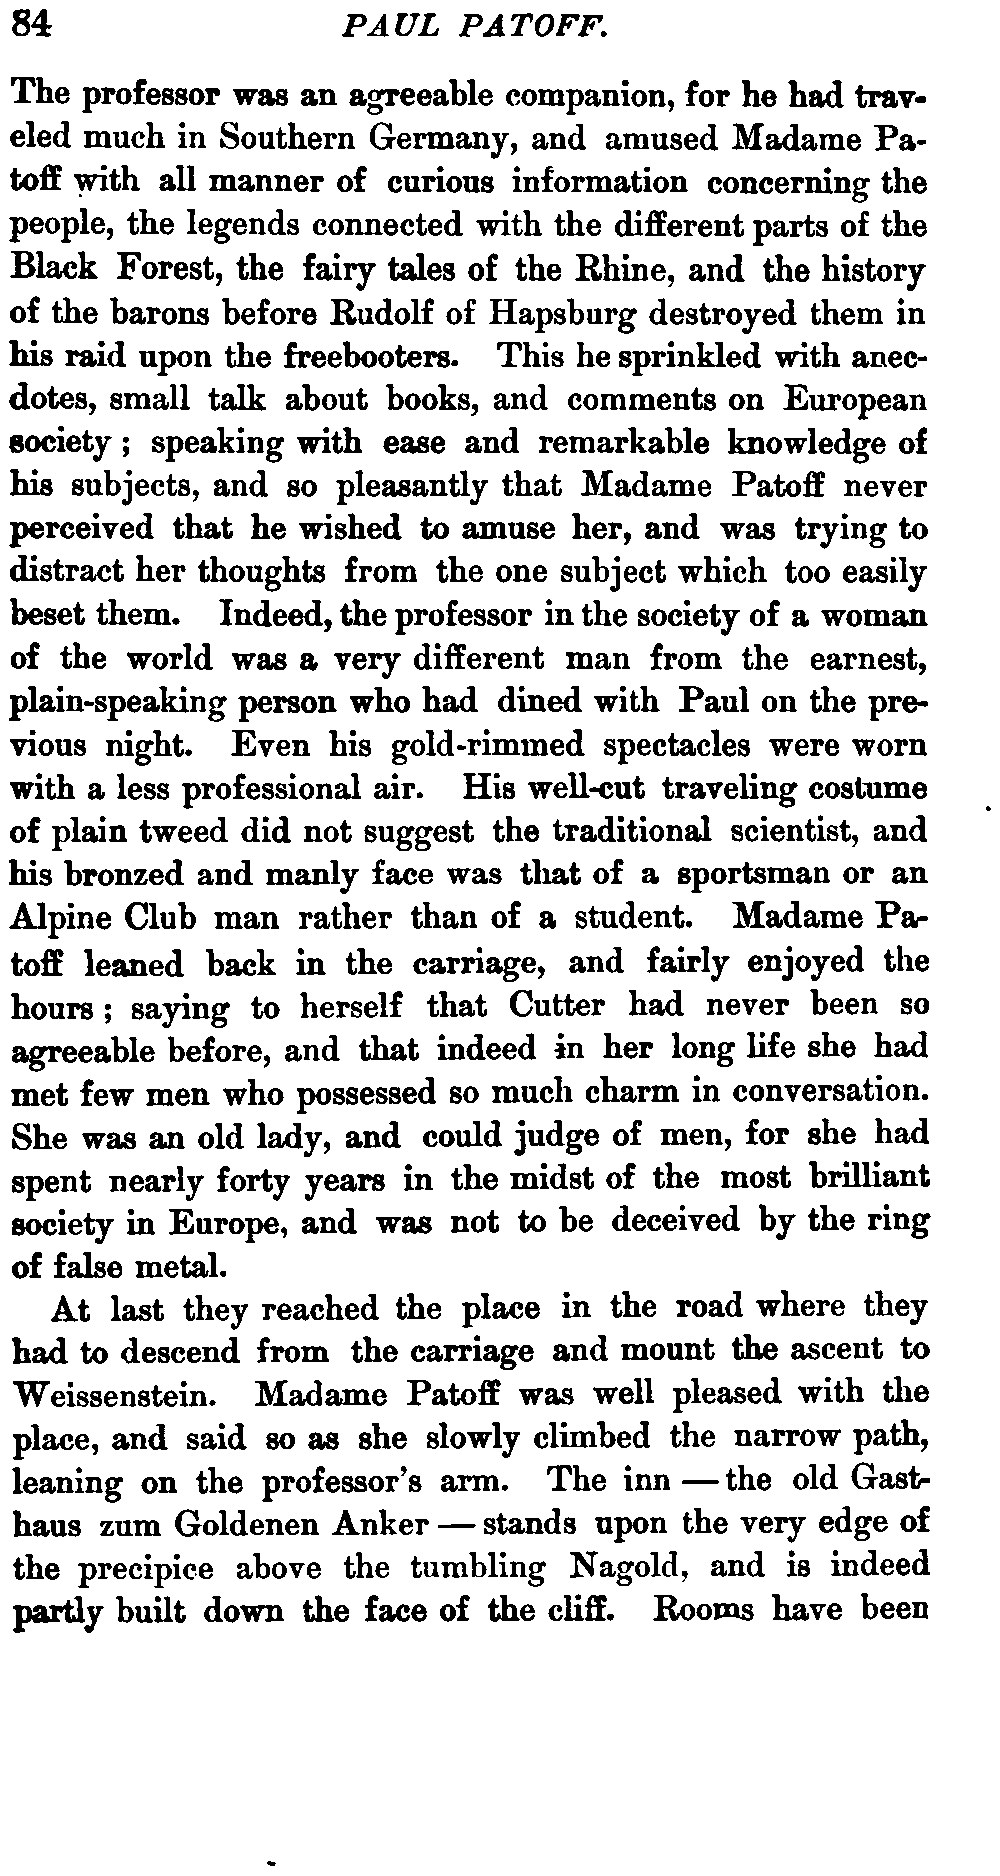 84 PAUL PATOFF.
The professor was an agreeable companion, for he had trav-
eled much in Southern Germany, and amused Madame Pa-
toff with all manner of curious information concerning the
people, the legends connected with the different parts of the
Black Forest, the fairy tales of the Rhine, and the history
of the barons before Rudolf of Hapsburg destroyed them in
his raid upon the freebooters. This he sprinkled with anec-
dotes, small talk about books, and comments on European
society ; speaking with ease and remarkable knowledge of
his subjects, and so pleasantly that Madame Patoff never
perceived that he wished to amuse her, and was trying to
distract her thoughts from the one subject which too easily
beset them. Indeed, the professor in the society of a woman
of the world was a very different man from the earnest,
plain-speaking person who had dined with Paul on the pre-
vious night. Even his gold-rimmed spectacles were worn
with a less professional air. His well-cut traveling costume
of plain tweed did not suggest the traditional scientist, and
his bronzed and manly face was that of a sportsman or an
Alpine Club man rather than of a student. Madame Pa-
toff leaned back in the carriage, and fairly enjoyed the
hours ; saying to herself that Cutter had never been so
agreeable before, and that indeed in her long life she had
met few men who possessed so much charm in conversation.
She was an old lady, and could judge of men, for she had
spent nearly forty years in the midst of the most brilliant
society in Europe, and was not to be deceived by the ring
of false metal.
At last they reached the place in the road where they
had to descend from the carriage and mount the ascent to
Weissenstein. Madame Patoff was well pleased with the
place, and said so as she slowly climbed the narrow path,
leaning on the professor's arm. The inn — the old Gast-
haus zum Goldenen Anker — stands upon the very edge of
the precipice above the tumbling Nagold, and is indeed
partly built down the face of the cliff. Rooms have been